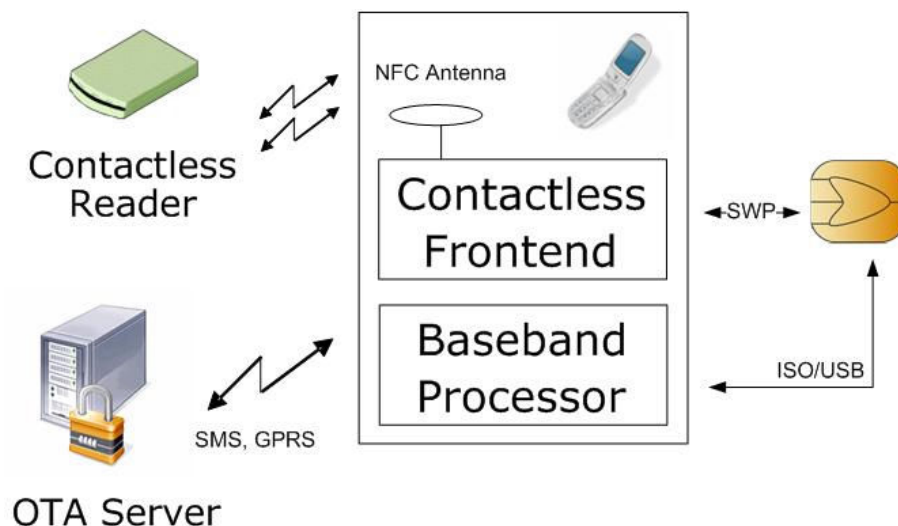 NFC Antenna
Contactless
Reader
Contactless
Frontend
SWP
Baseband
Processor
ISO/USB
SMS, GPRS
OTA Server